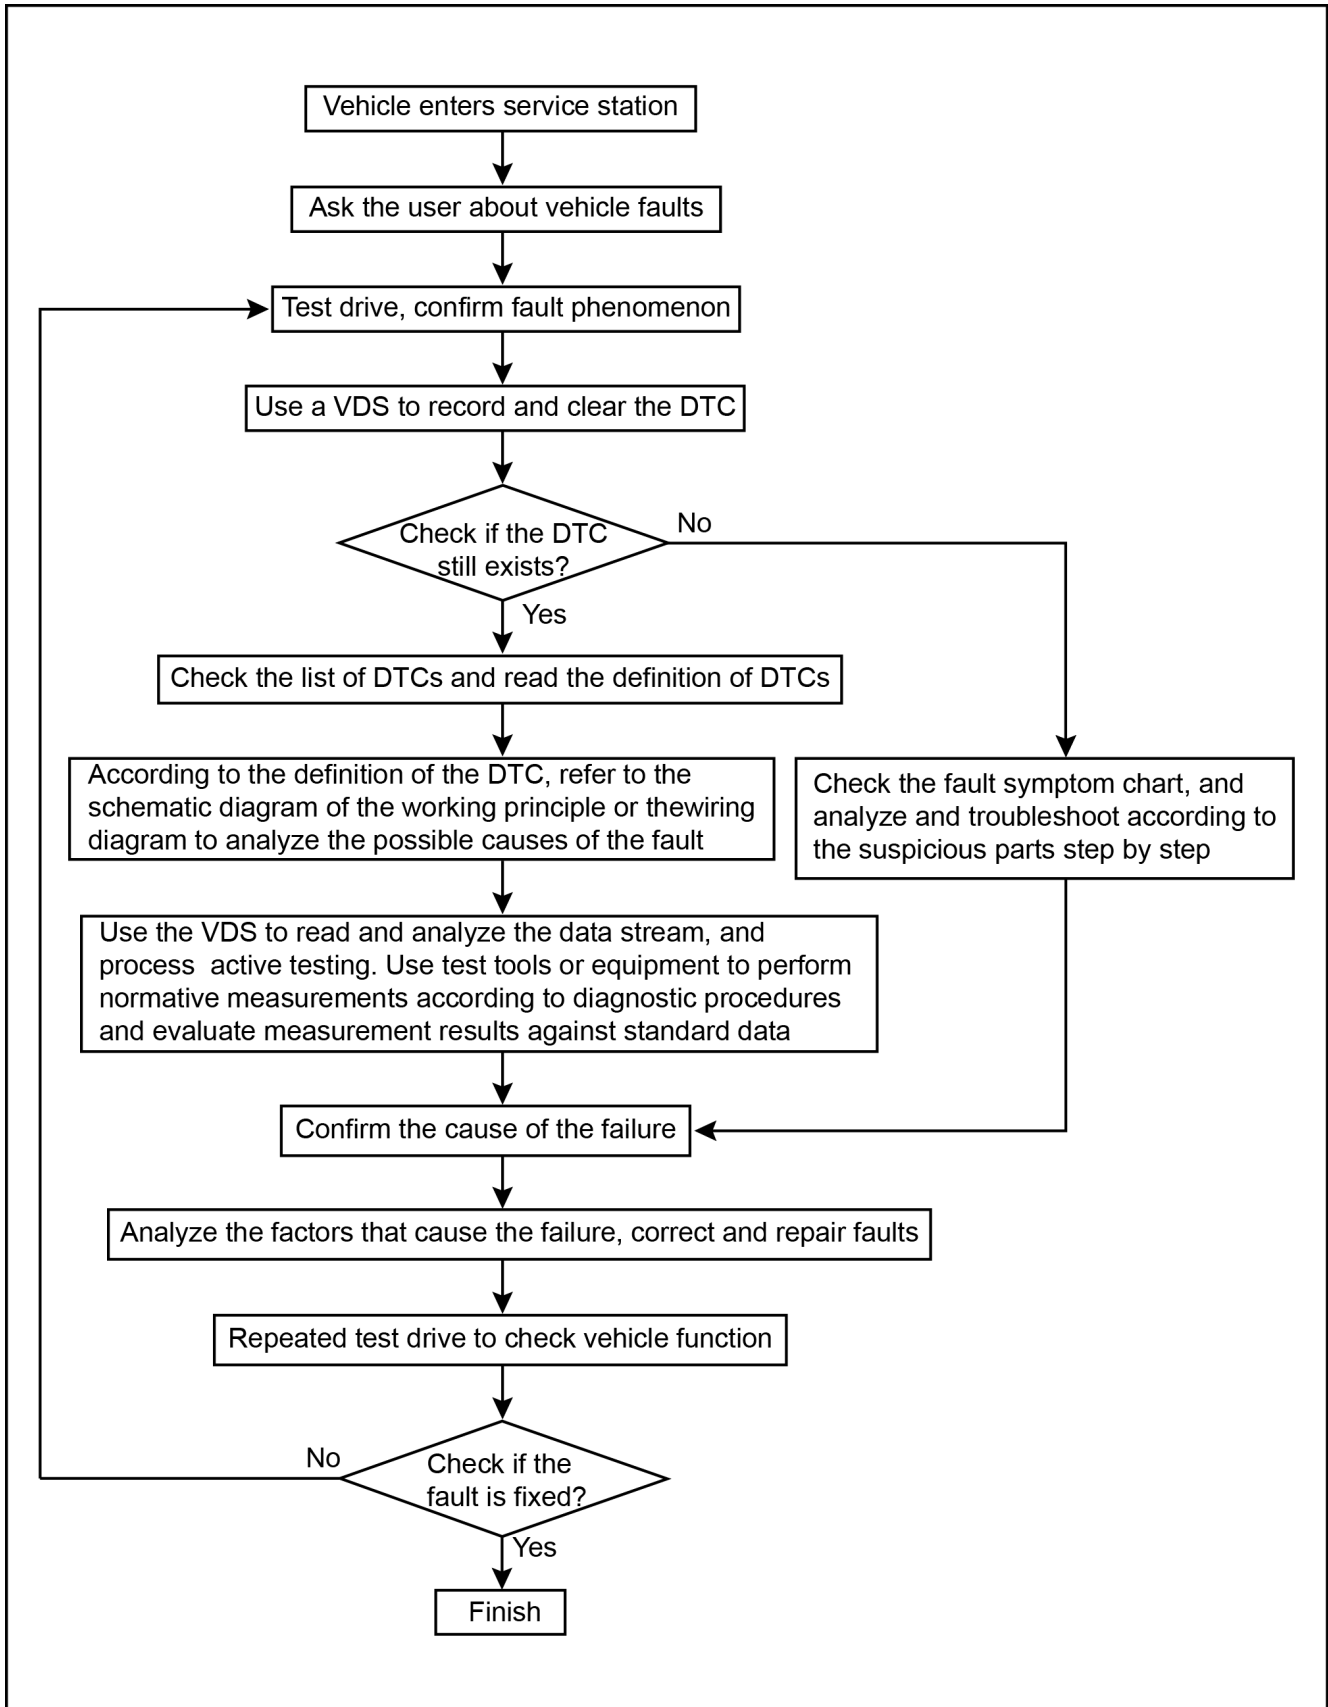 Vehicle enters service station
Ask the user about vehicle faults
Test drive, confirm fault phenomenon
Use a VDS to record and clear the DTC
Check if the DTC
still exists?
No
Yes
Check the list of DTCs and read the definition of DTCs
According to the definition of the DTC, refer to the
schematic diagram of the working principle or thewiring
diagram to analyze the possible causes of the fault
Check the fault symptom chart, and
analyze and troubleshoot according to
the suspicious parts step by step
Use the VDS to read and analyze the data stream, and
process  active testing. Use test tools or equipment to perform
normative measurements according to diagnostic procedures
and evaluate measurement results against standard data
Confirm the cause of the failure
Analyze the factors that cause the failure, correct and repair faults
Repeated test drive to check vehicle function
No
Check if the
fault is fixed?
Yes
Finish